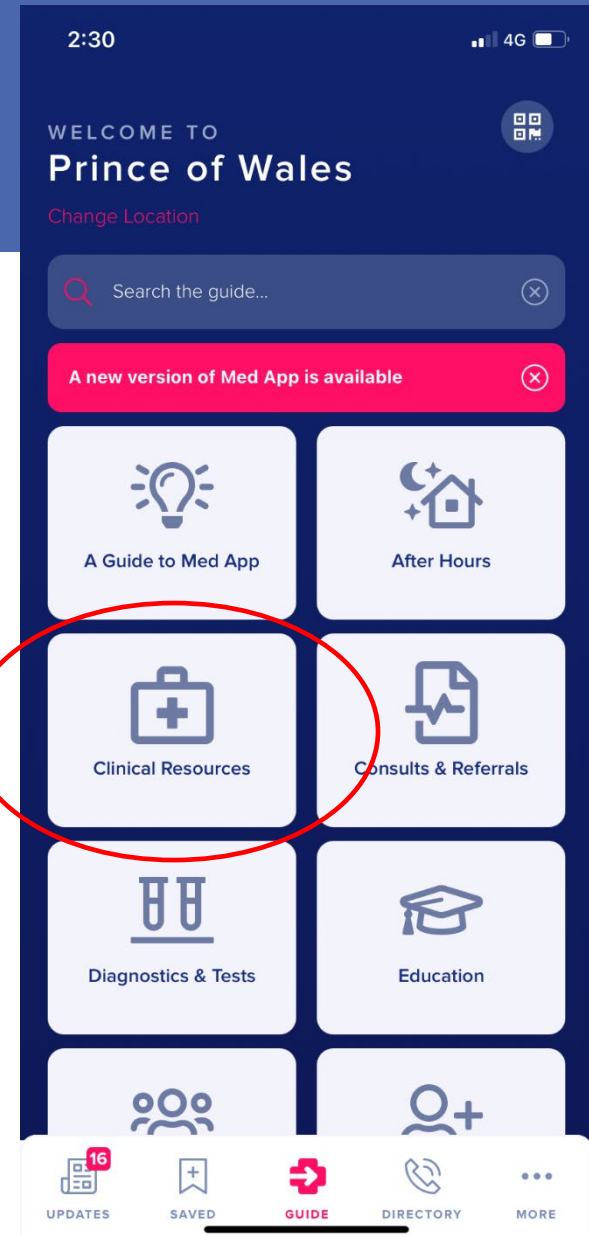 2:30
4G
WELCOME TO
Prince of Wales
Change Location
Search the guide...
A new version of Med App is available
A Guide to Med App
After Hours
Clinical Resources
Consults & Referrals
Diagnostics & Tests
Education
16
UPDATES
SAVED
GUIDE
DIRECTORY
MORE